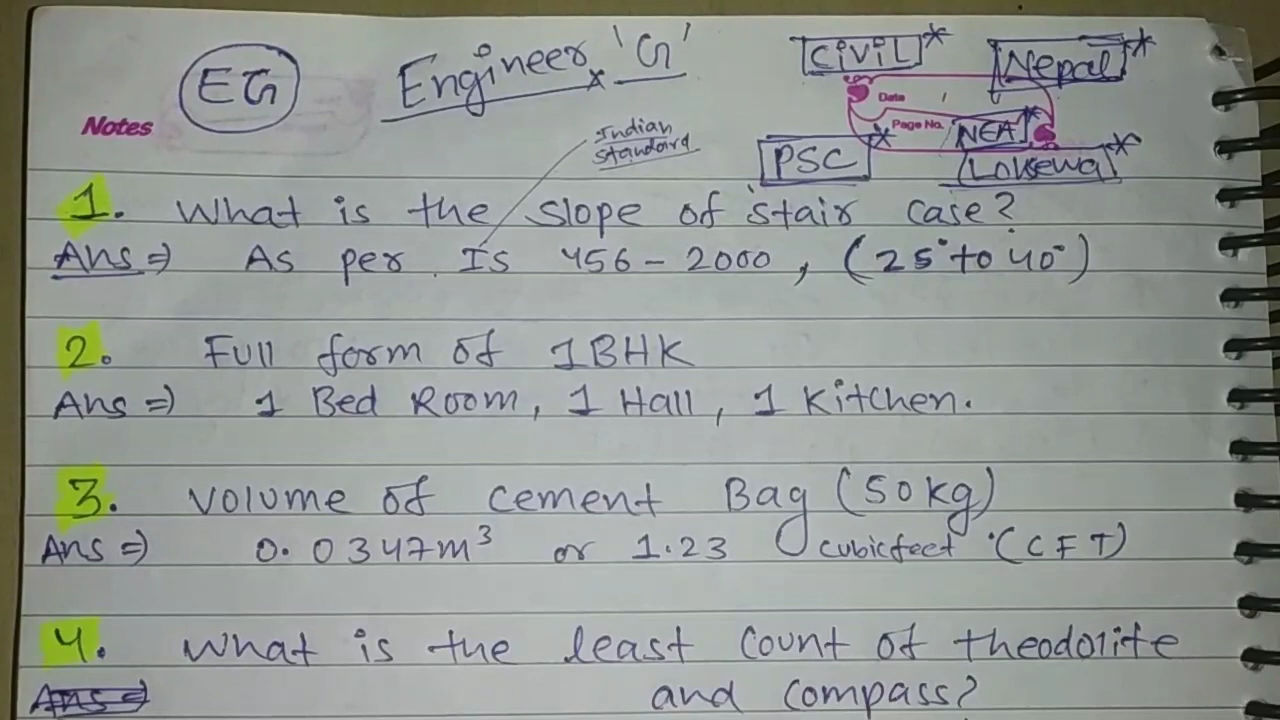 EG Engineer 'G' CiviL* Nepal*
Notes
Date
Page No. NEA*
PSC* Loksewa*
Indian
Standard
1. What is the slope of stair case?
Ans ⇒ As per Is 456-2000, (25° to 40°)
2. Full form of 1BHK
Ans ⇒ 1 Bed Room, 1 Hall, 1 Kitchen.
3. Volume of cement Bag (50kg)
Ans ⇒ 0.0347m³ or 1.23 cubicfeet (CFT)
4. What is the least count of theodolite
and compass?